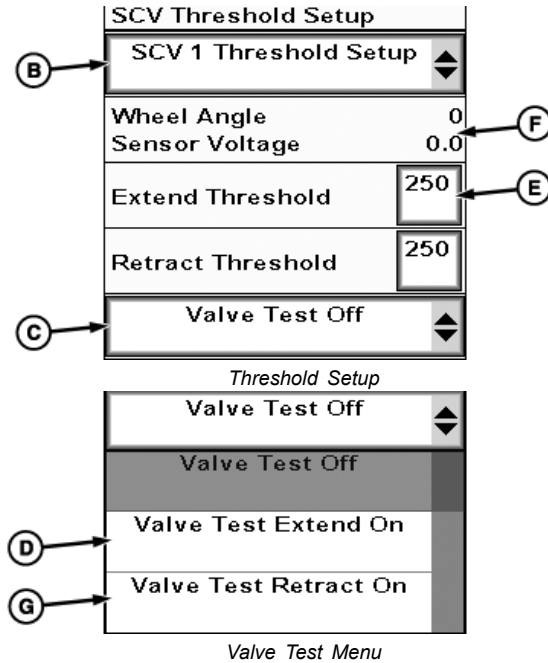 SCV Threshold Setup
B
SCV 1 Threshold Setup
Wheel Angle 0
F
Sensor Voltage 0.0
Extend Threshold 250
E
Retract Threshold 250
C
Valve Test Off
Threshold Setup
Valve Test Off
Valve Test Off
D
Valve Test Extend On
G
Valve Test Retract On
Valve Test Menu